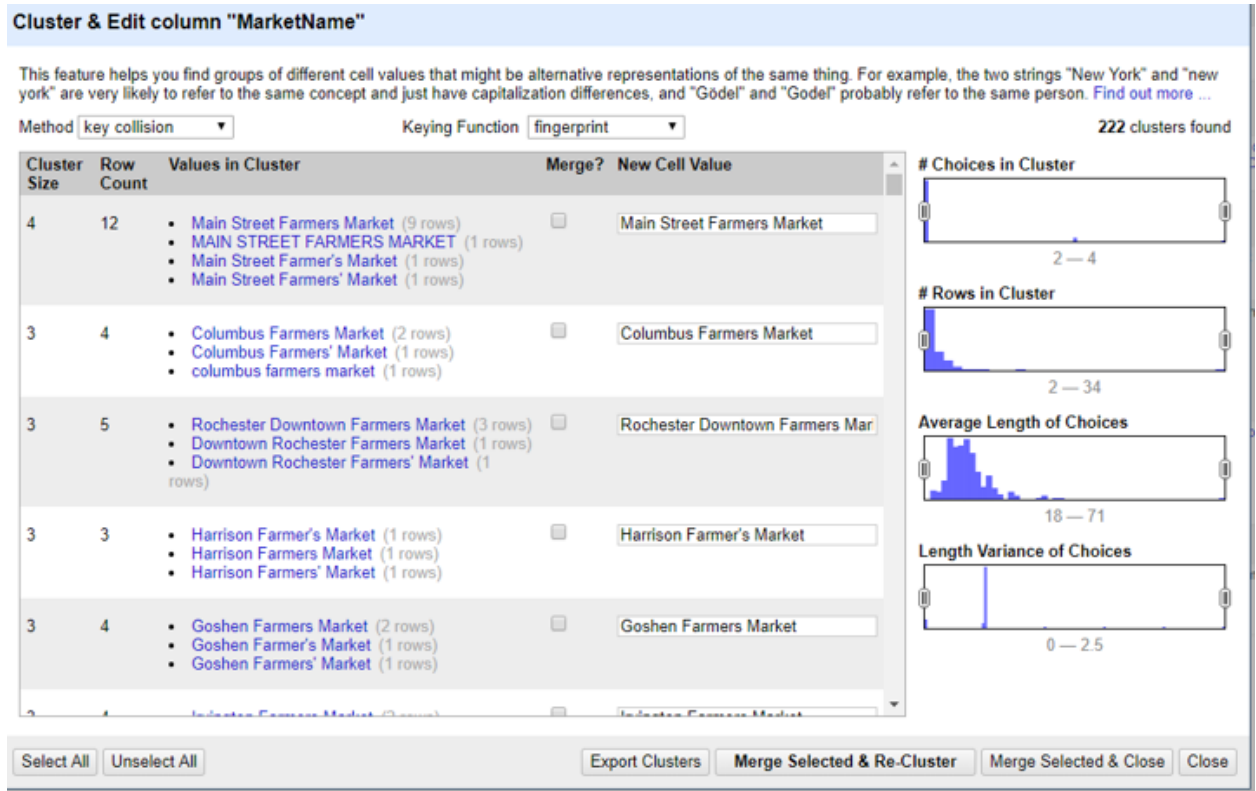 Cluster & Edit column "MarketName"
This feature helps you find groups of different cell values that might be alternative representations of the same thing. For example, the two strings "New York" and "new
york" are very likely to refer to the same concept and just have capitalization differences, and "Gödel" and "Godel" probably refer to the same person. Find out more ...
Method key collision Keying Function fingerprint 222 clusters found
Cluster Size Row Count Values in Cluster Merge? New Cell Value
4 12 • Main Street Farmers Market (9 rows) Main Street Farmers Market
• MAIN STREET FARMERS MARKET (1 rows)
• Main Street Farmer's Market (1 rows)
• Main Street Farmers' Market (1 rows)
3 4 • Columbus Farmers Market (2 rows) Columbus Farmers Market
• Columbus Farmers' Market (1 rows)
• columbus farmers market (1 rows)
3 5 • Rochester Downtown Farmers Market (3 rows) Rochester Downtown Farmers Mar
• Downtown Rochester Farmers Market (1 rows)
• Downtown Rochester Farmers' Market (1
rows)
3 3 • Harrison Farmer's Market (1 rows) Harrison Farmer's Market
• Harrison Farmers Market (1 rows)
• Harrison Farmers' Market (1 rows)
3 4 • Goshen Farmers Market (2 rows) Goshen Farmers Market
• Goshen Farmer's Market (1 rows)
• Goshen Farmers' Market (1 rows)
# Choices in Cluster
2 — 4
# Rows in Cluster
2 — 34
Average Length of Choices
18 — 71
Length Variance of Choices
0 — 2.5
Select All Unselect All Export Clusters Merge Selected & Re-Cluster Merge Selected & Close Close